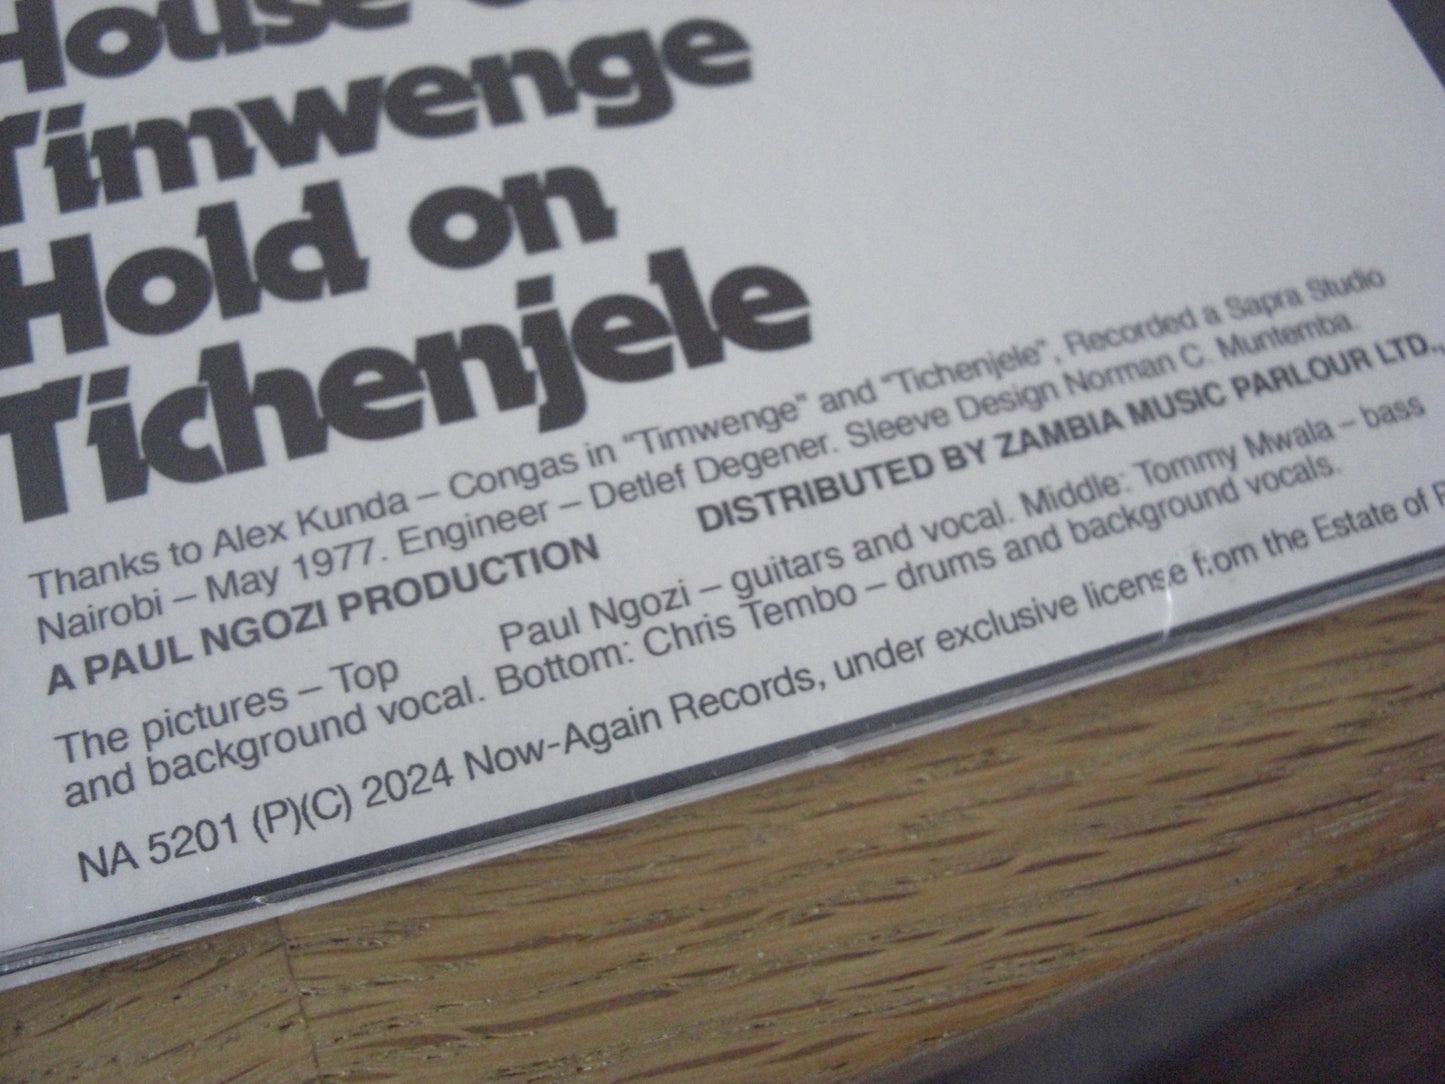 House
Timwenge
Hold on
Tichenjele
Thanks to Alex Kunda – Congas in "Timwenge" and "Tichenjele", Recorded a Sapra Studio
Nairobi – May 1977. Engineer – Detlef Degener. Sleeve Design Norman C. Muntemba.
A PAUL NGOZI PRODUCTION DISTRIBUTED BY ZAMBIA MUSIC PARLOUR LTD.,
The pictures – Top Paul Ngozi – guitars and vocal. Middle: Tommy Mwala – bass
and background vocal. Bottom: Chris Tembo – drums and background vocals.
NA 5201 (P)(C) 2024 Now-Again Records, under exclusive license from the Estate of